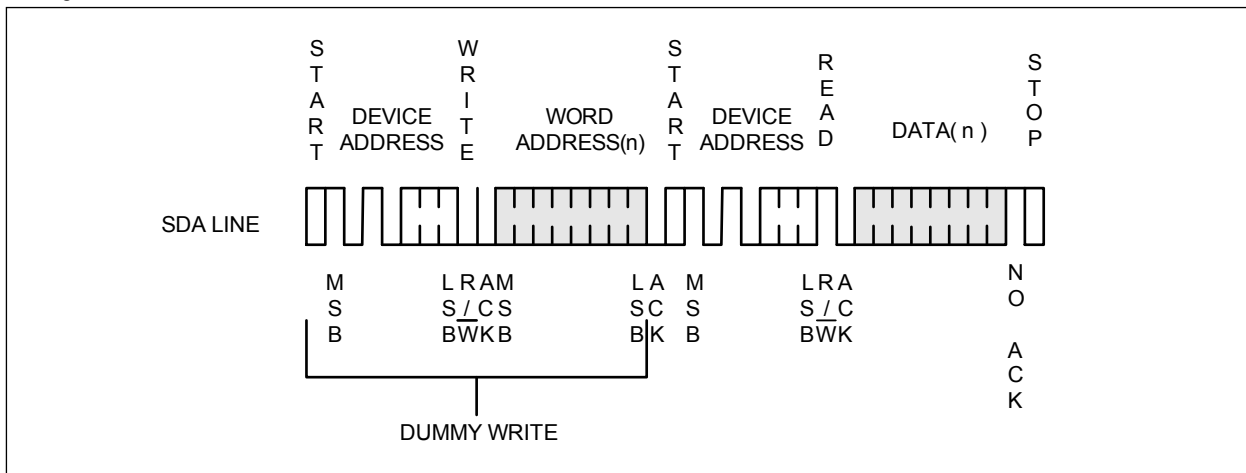 START
DEVICE
ADDRESS
WRITE
WORD
ADDRESS(n)
START
DEVICE
ADDRESS
READ
DATA( n )
STOP
SDA LINE
MSB
LSB
R/W
ACK
MSB
LSB
ACK
MSB
LSB
R/W
ACK
NO ACK
DUMMY WRITE